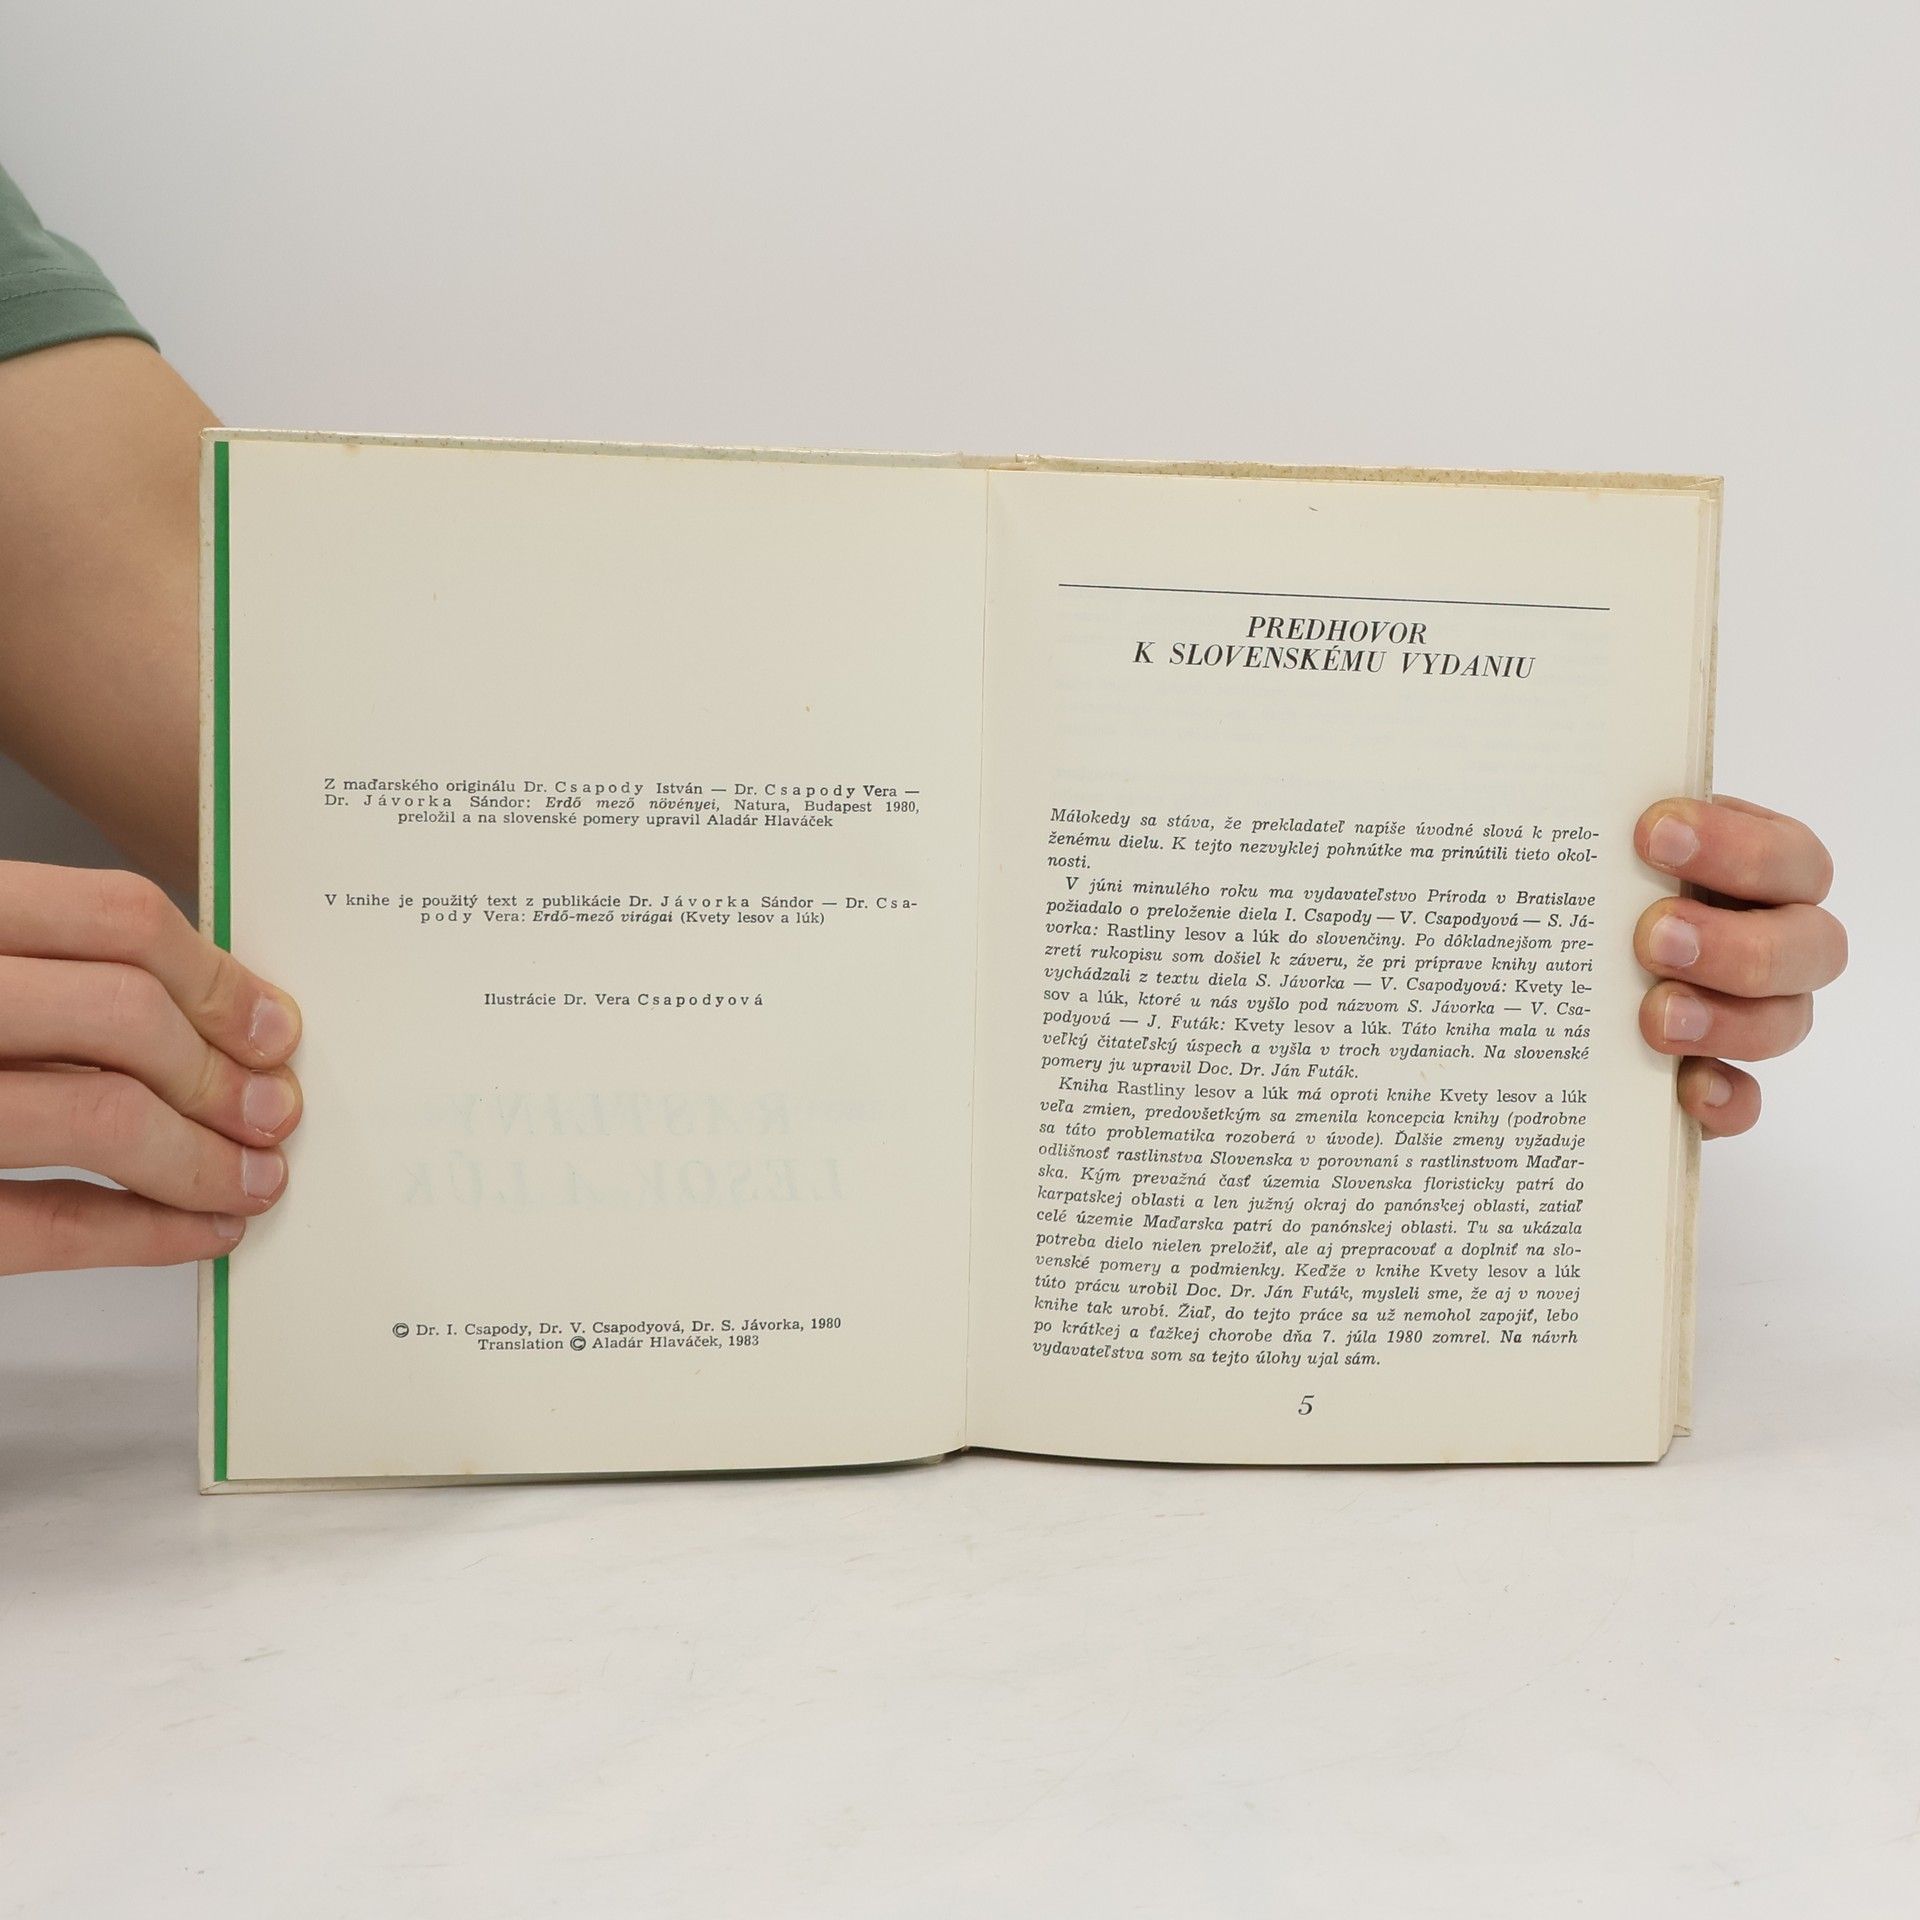 Z maďarského originálu Dr. Csapody István — Dr. Csapody Vera —
Dr. Jávorka Sándor: Erdő mező növényei, Natura, Budapest 1980,
preložil a na slovenské pomery upravil Aladár Hlaváček
V knihe je použitý text z publikácie Dr. Jávorka Sándor — Dr. Csa-
pody Vera: Erdő-mező virágai (Kvety lesov a lúk)
Ilustrácie Dr. Vera Csapodyová
RASTLINY
LESOV A LÚK
© Dr. I. Csapody, Dr. V. Csapodyová, Dr. S. Jávorka, 1980
Translation © Aladár Hlaváček, 1983
PREDHOVOR
K SLOVENSKÉMU VYDANIU
Málokedy sa stáva, že prekladateľ napíše úvodné slová k prelo-
ženému dielu. K tejto nezvyklej pohnútke ma prinútili tieto okol-
nosti.
V júni minulého roku ma vydavateľstvo Príroda v Bratislave
požiadalo o preloženie diela I. Csapody — V. Csapodyová — S. Já-
vorka: Rastliny lesov a lúk do slovenčiny. Po dôkladnejšom pre-
zretí rukopisu som došiel k záveru, že pri príprave knihy autori
vychádzali z textu diela S. Jávorka — V. Csapodyová: Kvety le-
sov a lúk, ktoré u nás vyšlo pod názvom S. Jávorka — V. Csa-
podyová — J. Futák: Kvety lesov a lúk. Táto kniha mala u nás
veľký čitateľský úspech a vyšla v troch vydaniach. Na slovenské
pomery ju upravil Doc. Dr. Ján Futák.
Kniha Rastliny lesov a lúk má oproti knihe Kvety lesov a lúk
veľa zmien, predovšetkým sa zmenila koncepcia knihy (podrobne
sa táto problematika rozoberá v úvode). Ďalšie zmeny vyžaduje
odlišnosť rastlinstva Slovenska v porovnaní s rastlinstvom Maďar-
ska. Kým prevažná časť územia Slovenska floristicky patrí do
karpatskej oblasti a len južný okraj do panónskej oblasti, zatiaľ
celé územie Maďarska patrí do panónskej oblasti. Tu sa ukázala
potreba dielo nielen preložiť, ale aj prepracovať a doplniť na slo-
venské pomery a podmienky. Keďže v knihe Kvety lesov a lúk
túto prácu urobil Doc. Dr. Ján Futák, mysleli sme, že aj v novej
knihe tak urobí. Žiaľ, do tejto práce sa už nemohol zapojiť, lebo
po krátkej a ťažkej chorobe dňa 7. júla 1980 zomrel. Na návrh
vydavateľstva som sa tejto úlohy ujal sám.
5